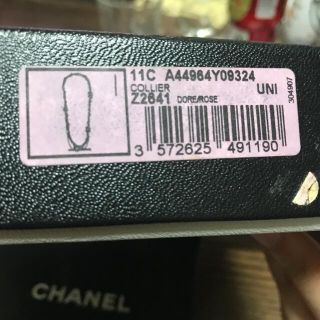 11C A44964Y09324
COLLIER UNI
Z2641 DORE/ROSE
304907
3 572625 491190
CHANEL